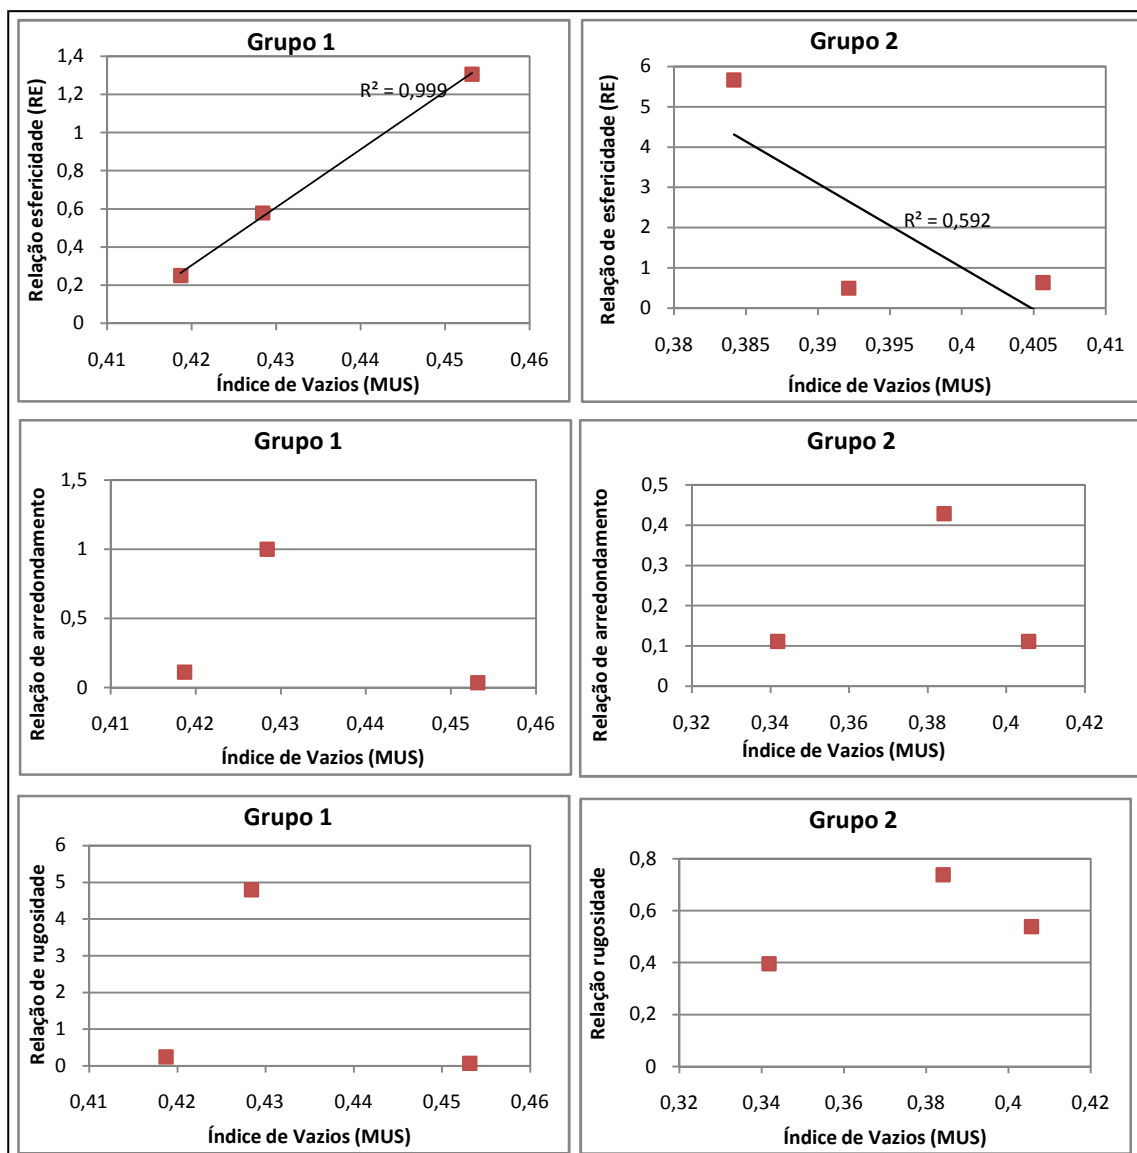 Grupo 1
Relação esfericidade (RE)
1,4
1,2
1
0,8
0,6
0,4
0,2
0
R² = 0,999
0,41 0,42 0,43 0,44 0,45 0,46
Índice de Vazios (MUS)
Grupo 2
Relação de esfericidade (RE)
6
5
4
3
2
1
0
R² = 0,592
0,38 0,385 0,39 0,395 0,4 0,405 0,41
Índice de Vazios (MUS)
Grupo 1
Relação de arredondamento
1,5
1
0,5
0
0,41 0,42 0,43 0,44 0,45 0,46
Índice de Vazios (MUS)
Grupo 2
Relação de arredondamento
0,5
0,4
0,3
0,2
0,1
0
0,32 0,34 0,36 0,38 0,4 0,42
Índice de Vazios (MUS)
Grupo 1
Relação de rugosidade
6
5
4
3
2
1
0
0,41 0,42 0,43 0,44 0,45 0,46
Índice de Vazios (MUS)
Grupo 2
Relação rugosidade
0,8
0,6
0,4
0,2
0
0,32 0,34 0,36 0,38 0,4 0,42
Índice de Vazios (MUS)